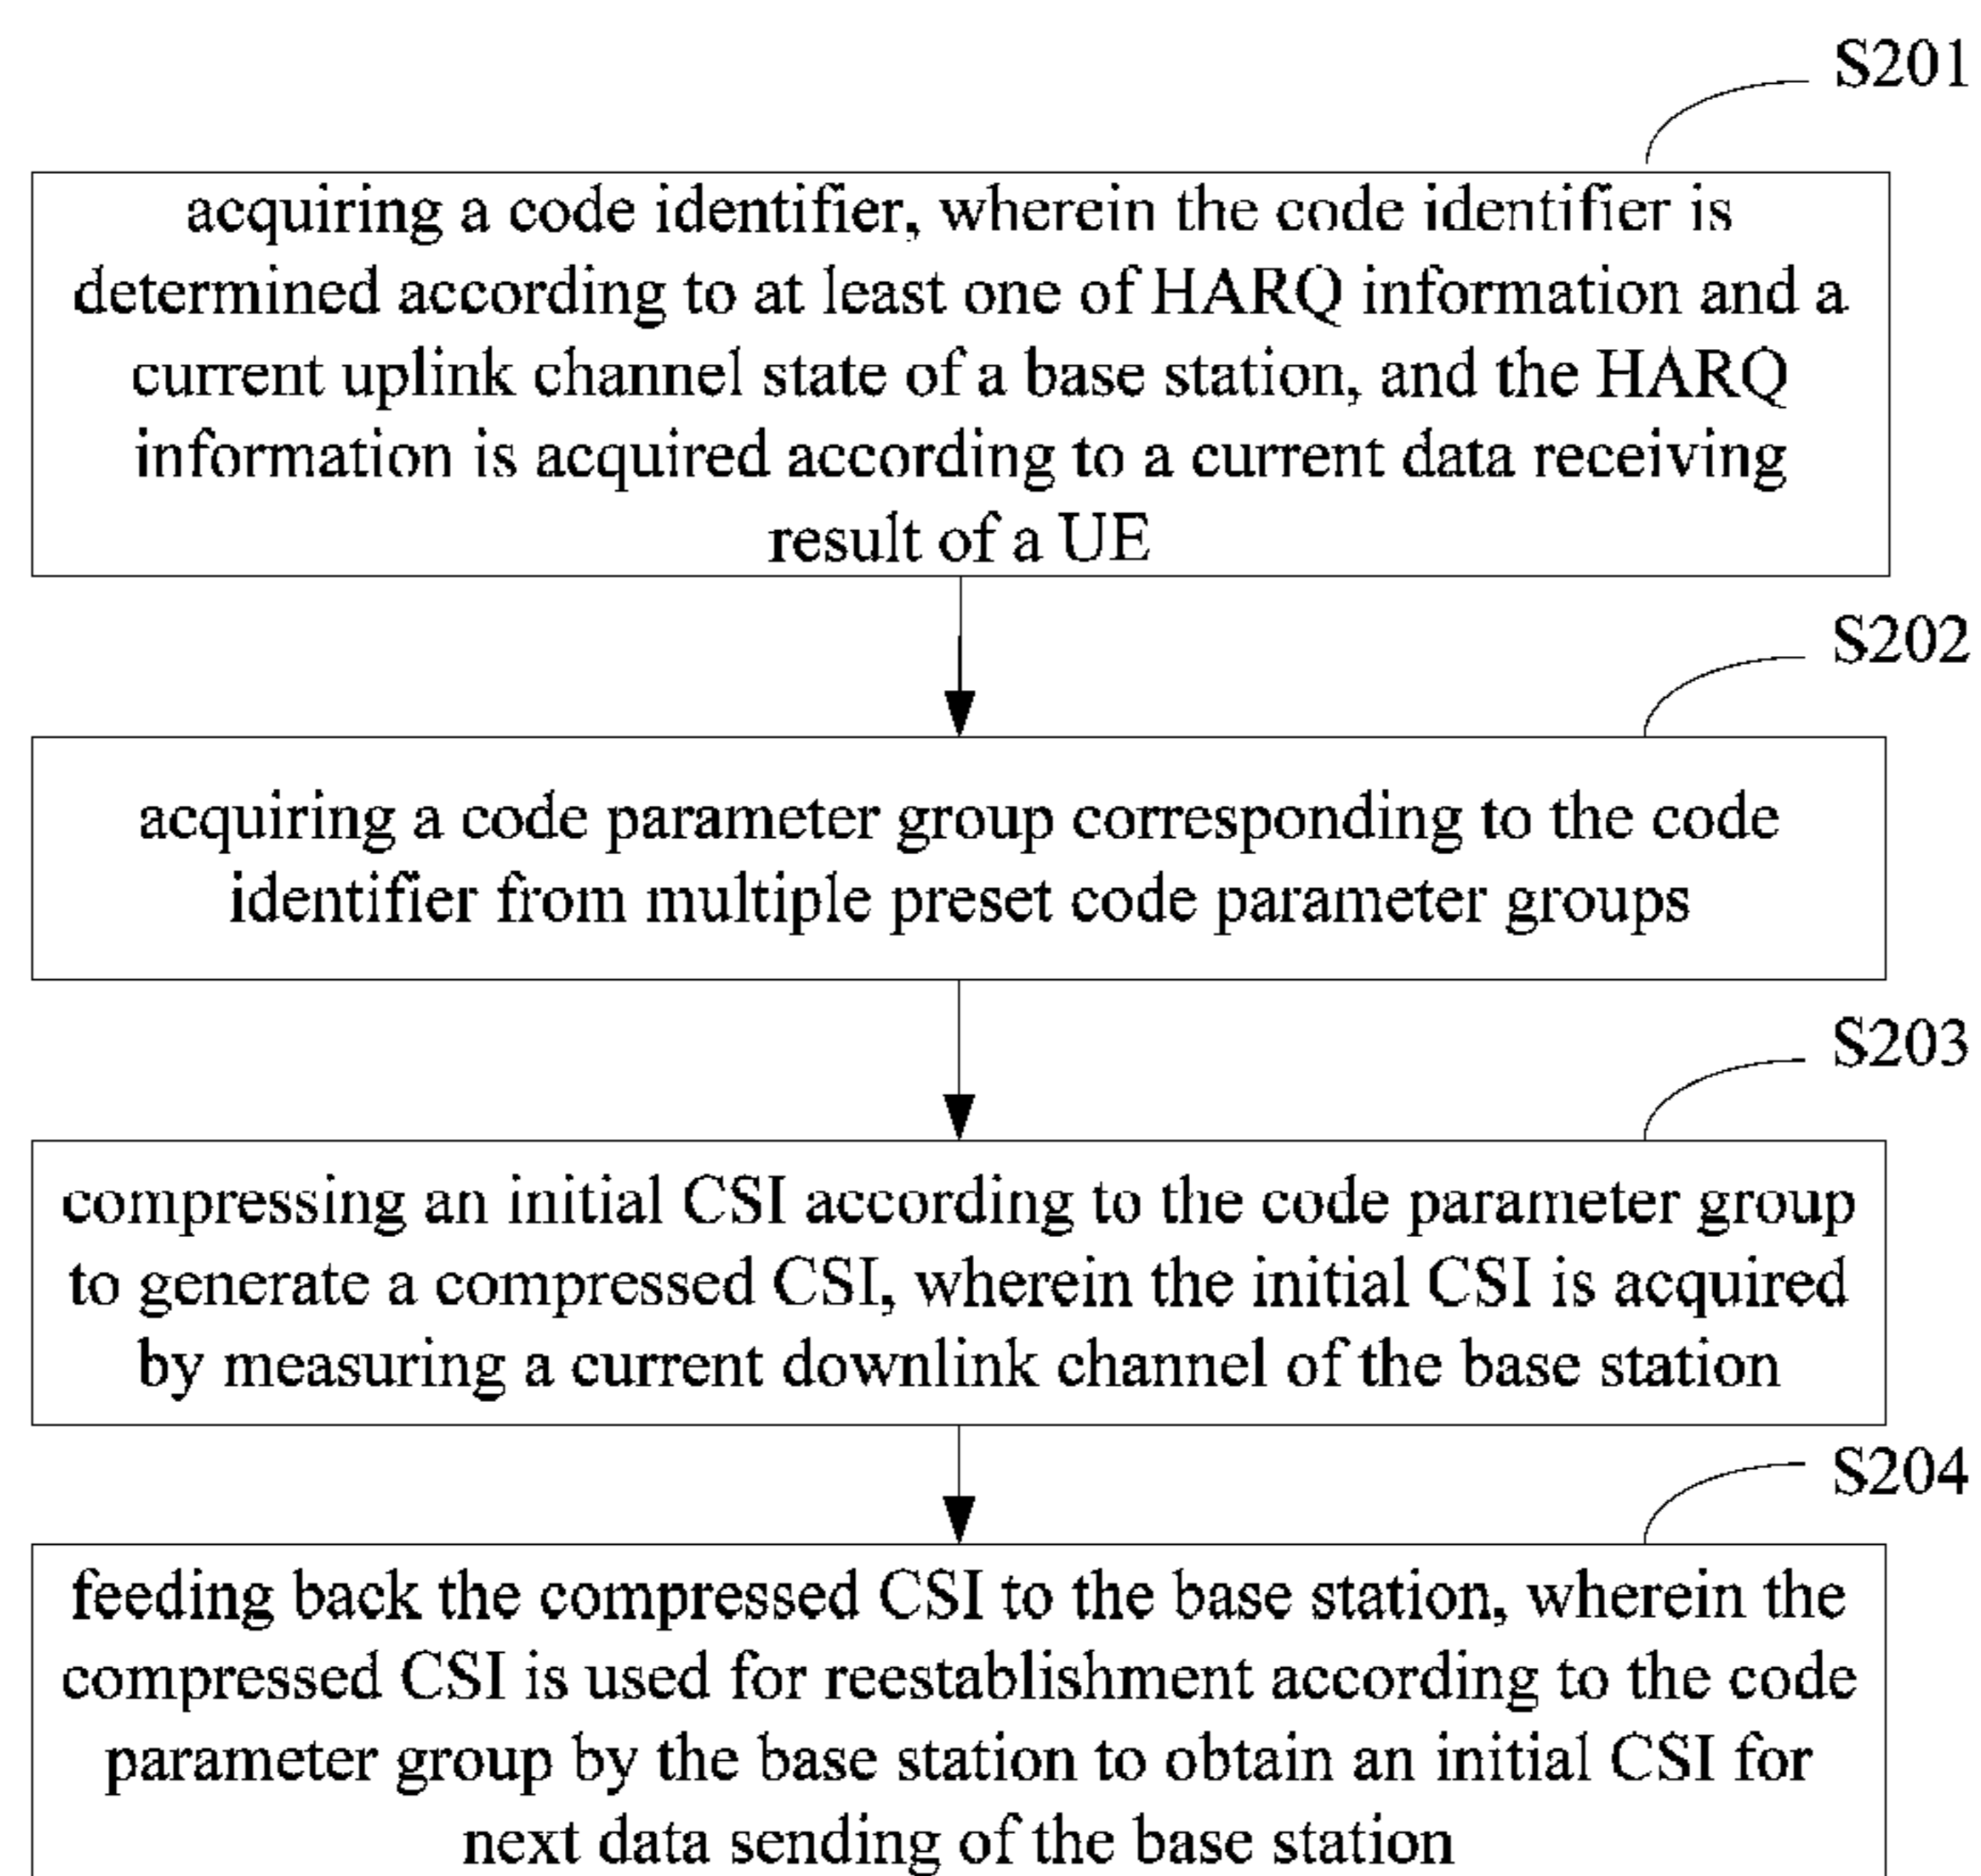 S201
acquiring a code identifier, wherein the code identifier is
determined according to at least one of HARQ information and a
current uplink channel state of a base station, and the HARQ
information is acquired according to a current data receiving
result of a UE
S202
acquiring a code parameter group corresponding to the code
identifier from multiple preset code parameter groups
S203
compressing an initial CSI according to the code parameter group
to generate a compressed CSI, wherein the initial CSI is acquired
by measuring a current downlink channel of the base station
S204
feeding back the compressed CSI to the base station, wherein the
compressed CSI is used for reestablishment according to the code
parameter group by the base station to obtain an initial CSI for
next data sending of the base station